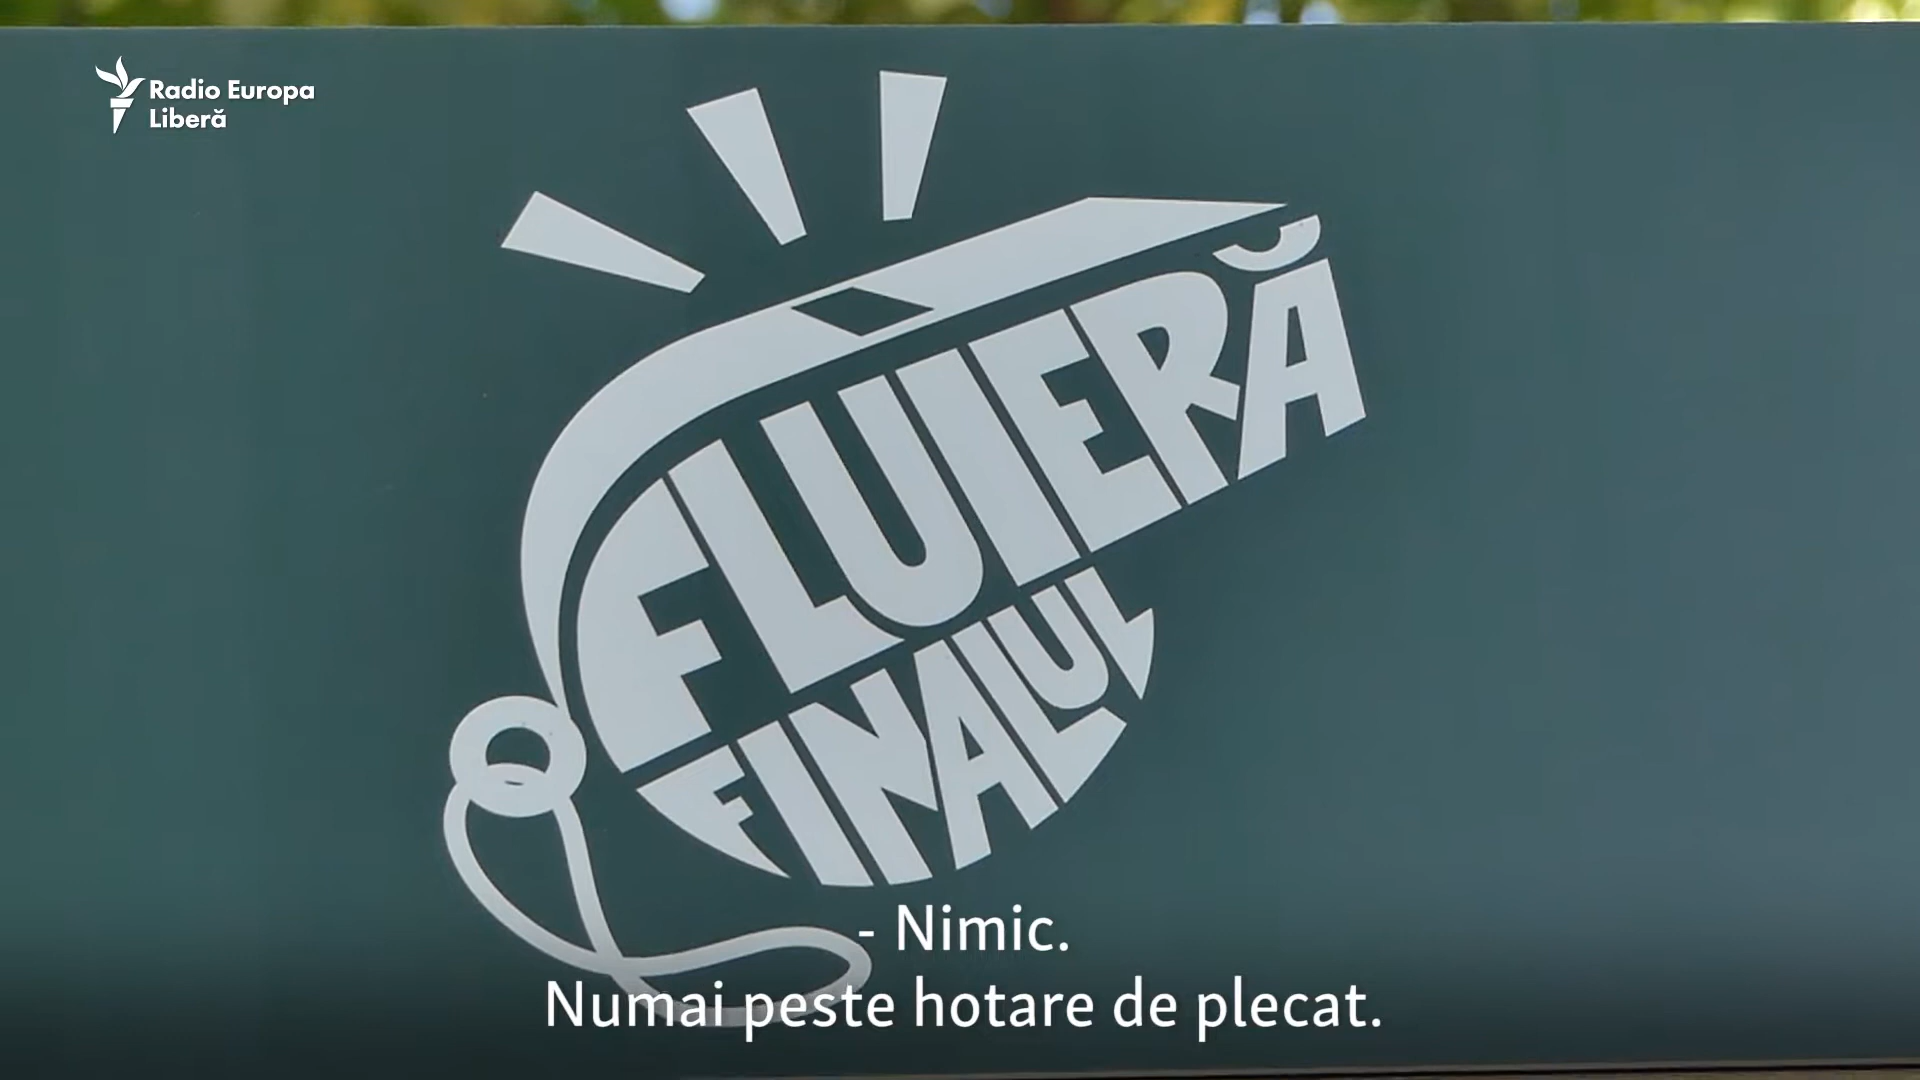 Radio Europa
Liberă
FLUIERĂ
FINALUL
- Nimic.
Numai peste hotare de plecat.